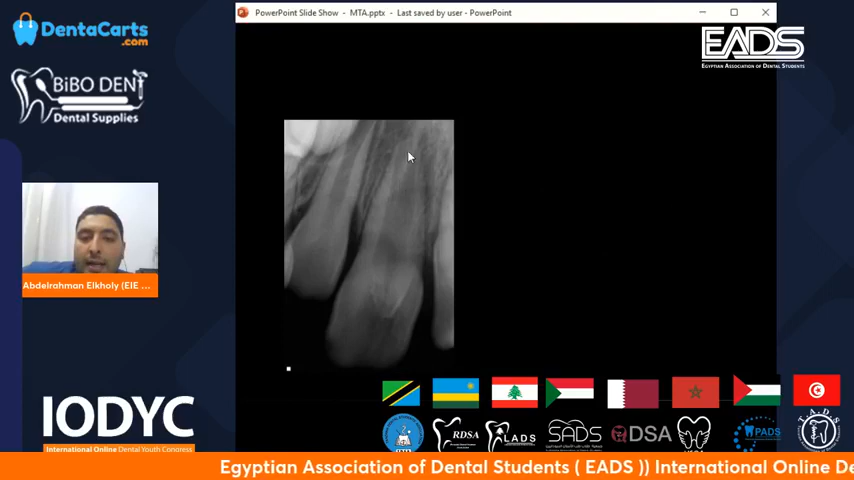 DentaCarts
.com
BiBO DENT
Dental Supplies
PowerPoint Slide Show - MTA.pptx - Last saved by user - PowerPoint
EADS
EGYPTIAN ASSOCIATION OF DENTAL STUDENTS
Abdelrahman Elkholy (EIE ...
IODYC
International Online Dental Youth Congress
RDSA
LADS
SADS
QDSA
PADS
Egyptian Association of Dental Students ( EADS )) International Online De